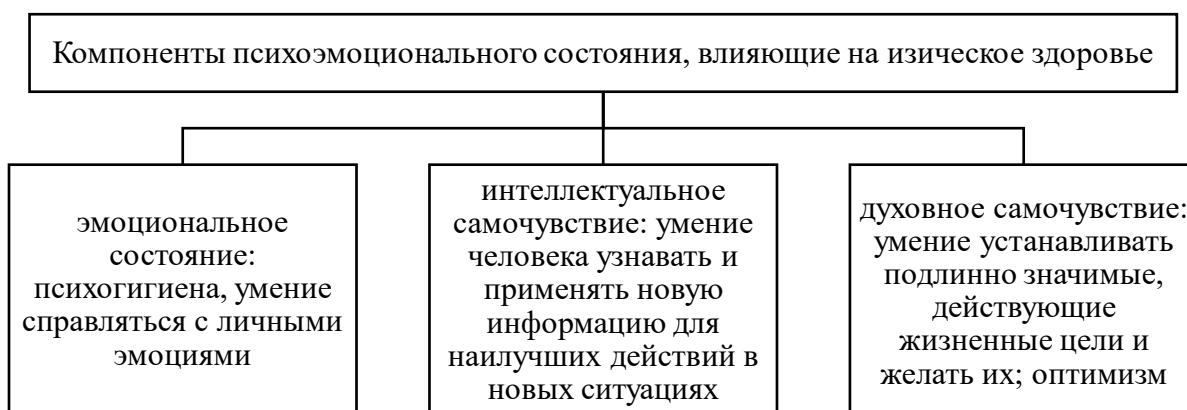 Компоненты психоэмоционального состояния, влияющие на изическое здоровье
эмоциональное
состояние:
психогигиена, умение
справляться с личными
эмоциями
интеллектуальное
самочувствие: умение
человека узнавать и
применять новую
информацию для
наилучших действий в
новых ситуациях
духовное самочувствие:
умение устанавливать
подлинно значимые,
действующие
жизненные цели и
желать их; оптимизм